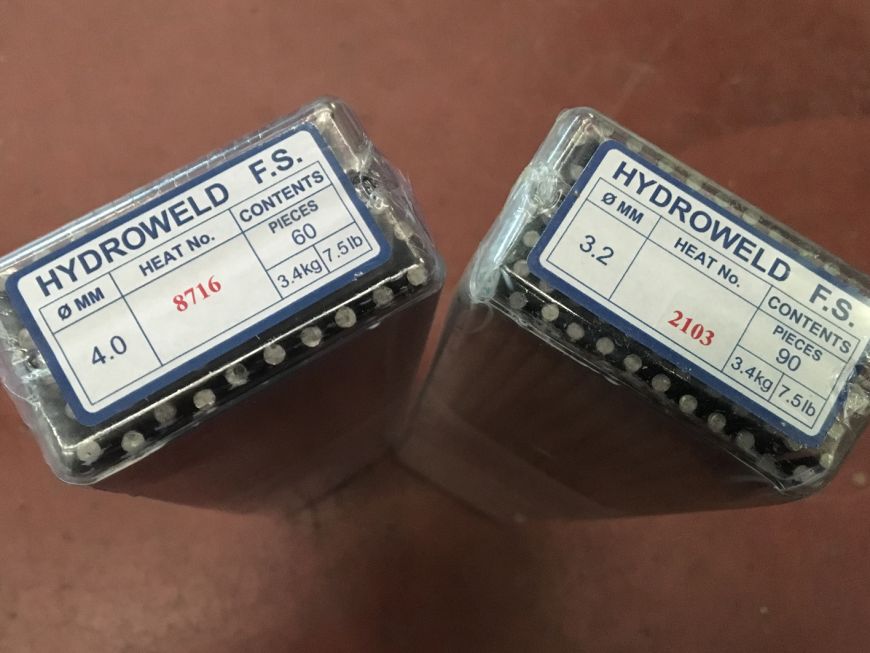 HYDROWELD F.S.
Ø MM
HEAT No.
CONTENTS
PIECES
4.0
8716
60
3.4kg
7.5lb
HYDROWELD F.S.
Ø MM
HEAT No.
CONTENTS
PIECES
3.2
2103
90
3.4kg
7.5lb